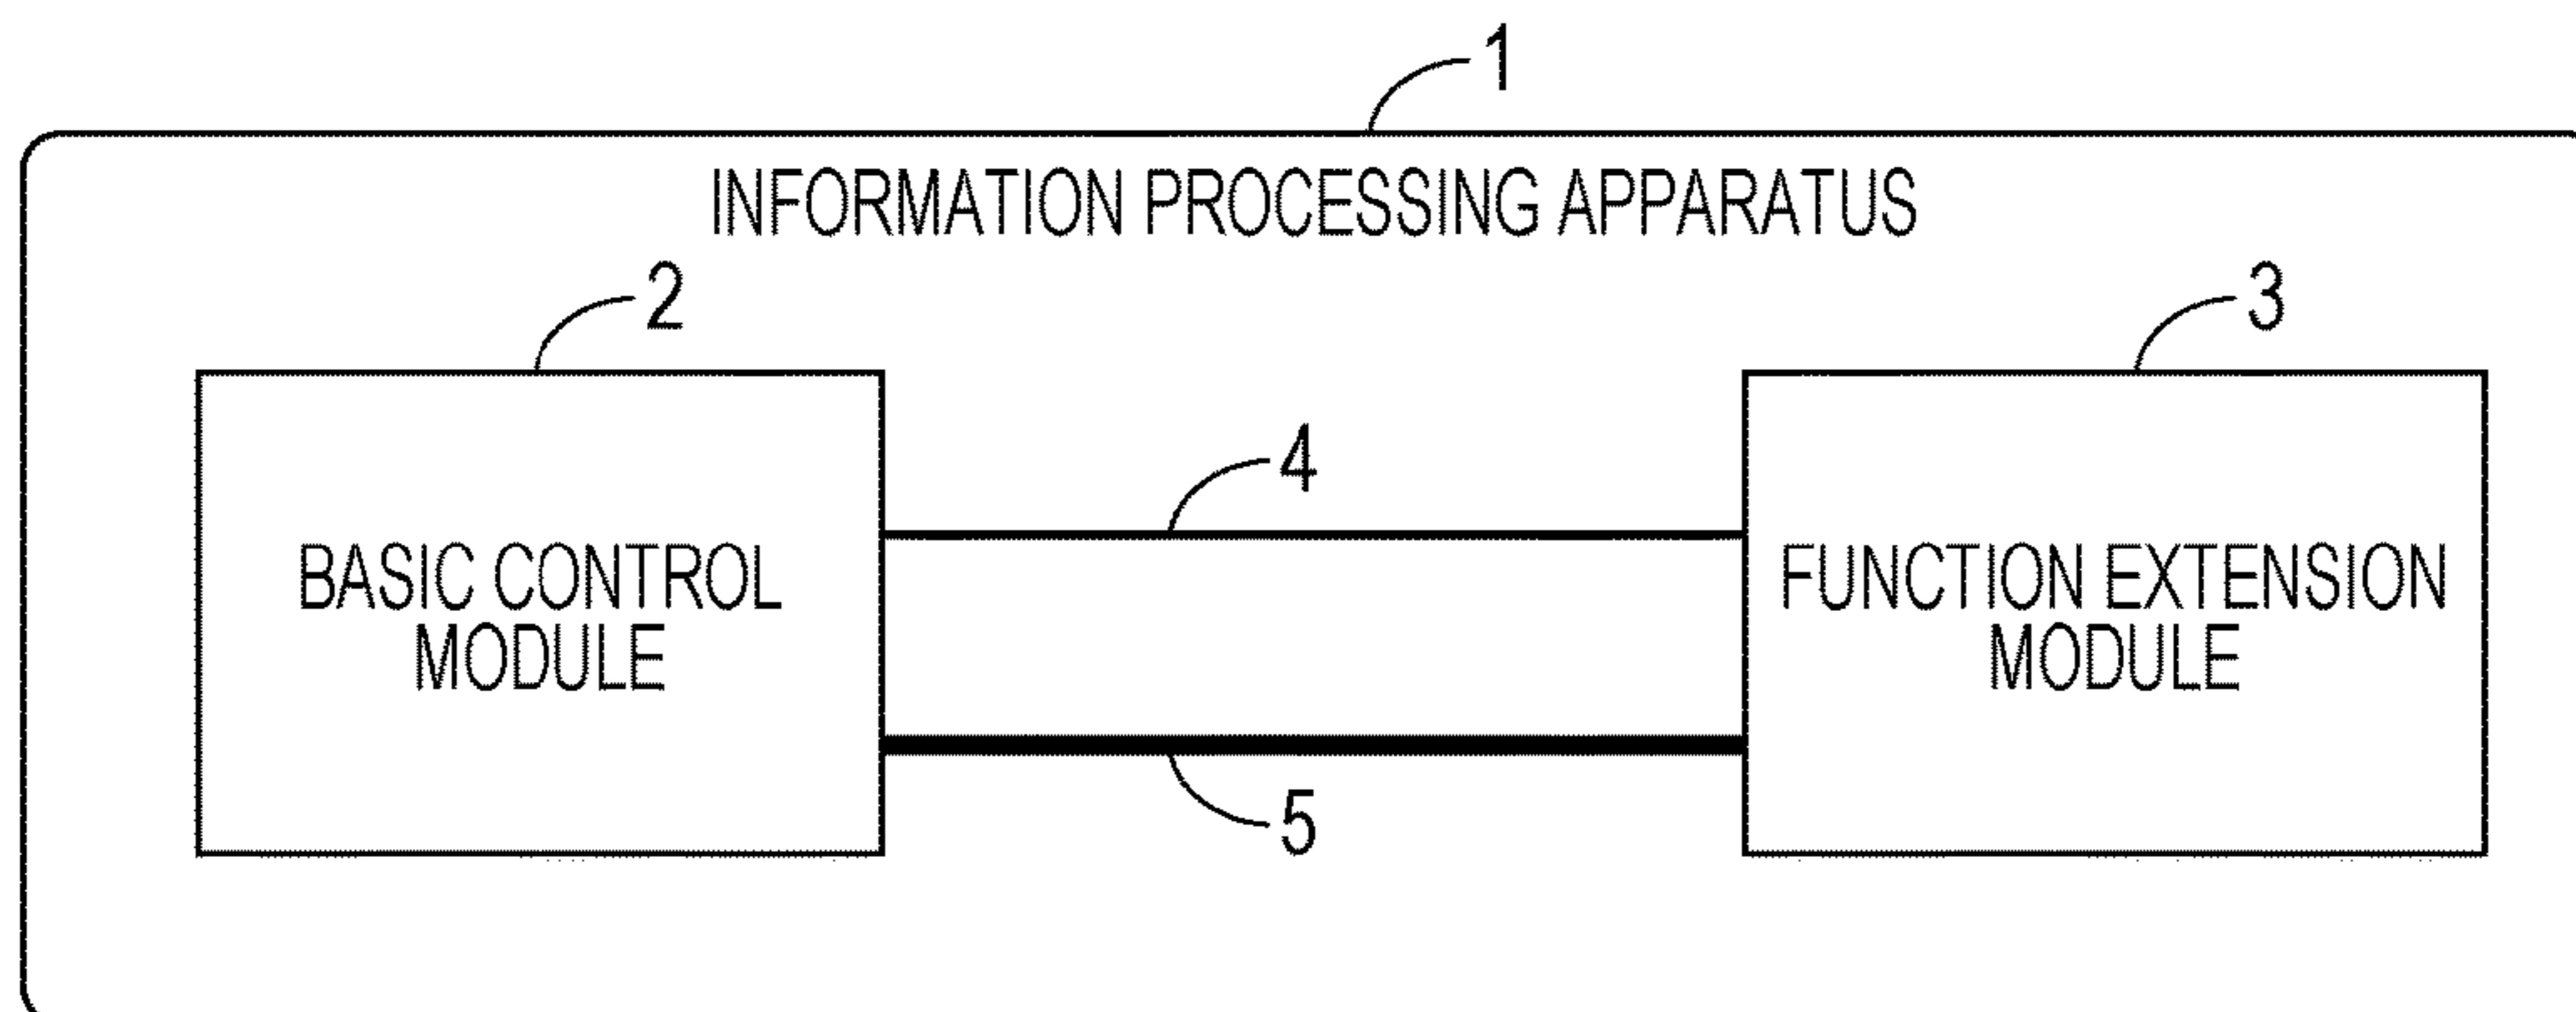 1
INFORMATION PROCESSING APPARATUS
2
3
4
BASIC CONTROL
MODULE
FUNCTION EXTENSION
MODULE
5